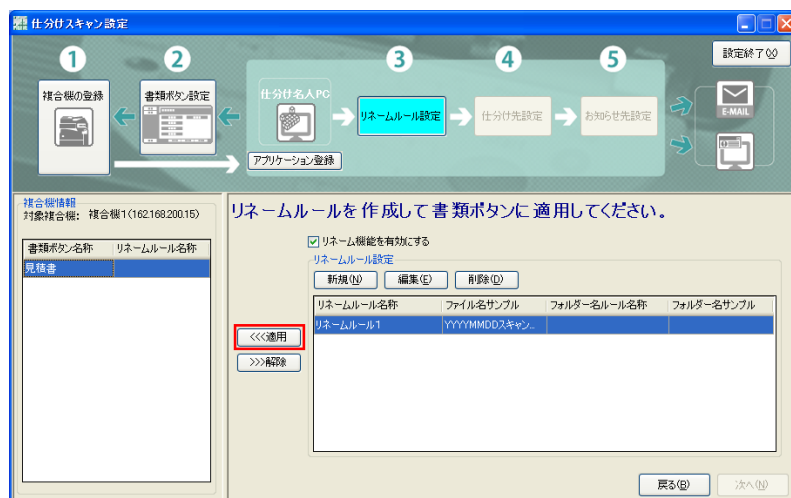 仕分けスキャン設定
設定終了(X)
1
2
3
4
5
複合機の登録
書類ボタン設定
仕分け名人PC
リネームルール設定
仕分け先設定
お知らせ先設定
E-MAIL
アプリケーション登録
複合機情報
対象複合機: 複合機1(162.168.200.15)
書類ボタン名称 リネームルール名称
見積書
リネームルールを作成して書類ボタンに適用してください。
リネーム機能を有効にする
リネームルール設定
新規(N) 編集(E) 削除(D)
リネームルール名称 ファイル名サンプル フォルダー名ルール名称 フォルダー名サンプル
リネームルール1 YYYYMMDDスキャン...
<<<適用
>>>解除
戻る(B) 次へ(N)